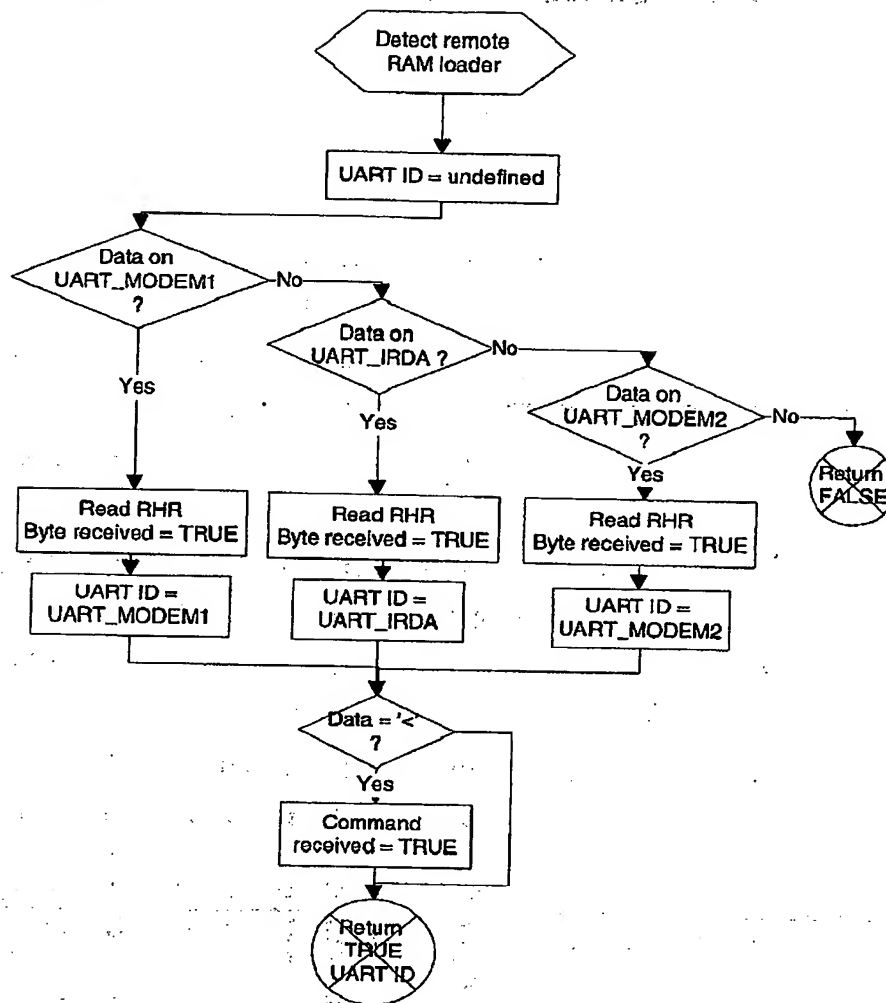 Detect remote
RAM loader
UART ID = undefined
Data on
UART_MODEM1
?
No
Data on
UART_IRDA ?
No
Data on
UART_MODEM2
?
No
Return
FALSE
Yes
Yes
Yes
Read RHR
Byte received = TRUE
Read RHR
Byte received = TRUE
Read RHR
Byte received = TRUE
UART ID =
UART_MODEM1
UART ID =
UART_IRDA
UART ID =
UART_MODEM2
Data = '<'
?
Yes
Command
received = TRUE
Return
TRUE
UART ID